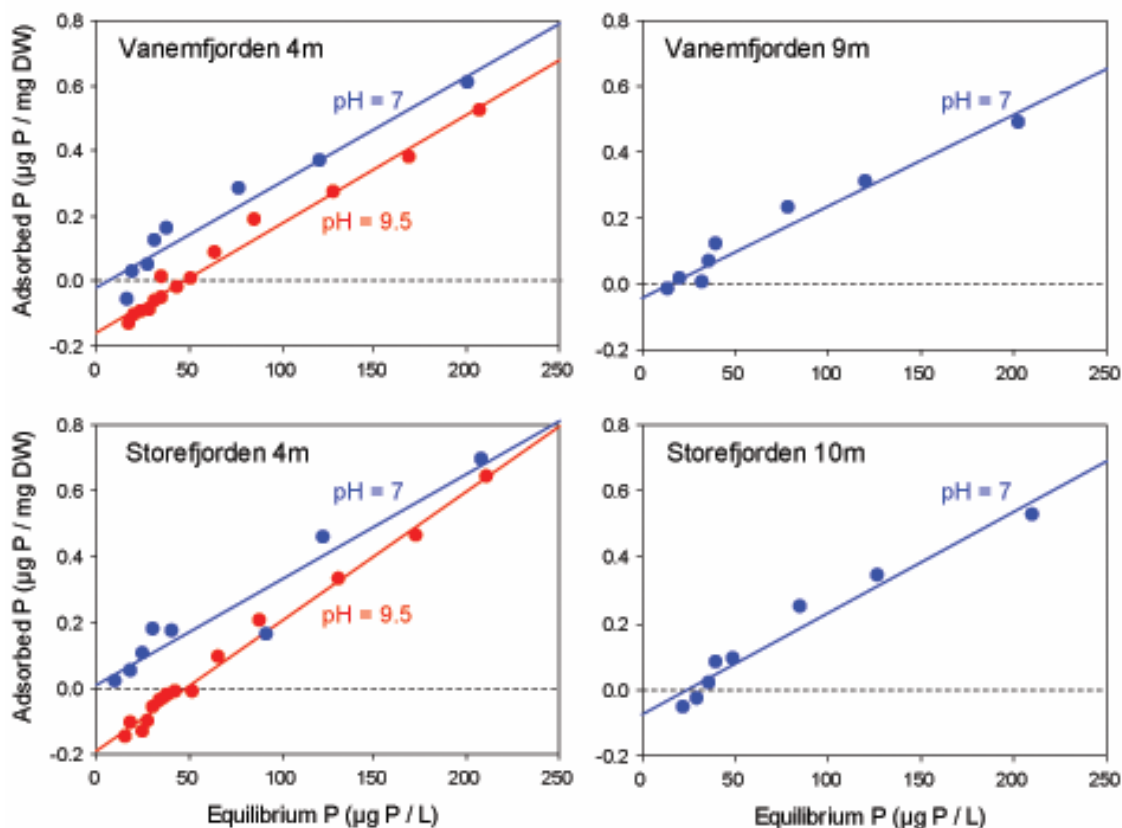 Adsorbed P (µg P / mg DW)
0.8
0.6
0.4
0.2
0.0
-0.2
Vanemfjorden 4m
pH = 7
pH = 9.5
0 50 100 150 200 250
0.8
0.6
0.4
0.2
0.0
-0.2
Vanemfjorden 9m
pH = 7
0 50 100 150 200 250
Adsorbed P (µg P / mg DW)
0.8
0.6
0.4
0.2
0.0
-0.2
Storefjorden 4m
pH = 7
pH = 9.5
0 50 100 150 200 250
Equilibrium P (µg P / L)
0.8
0.6
0.4
0.2
0.0
-0.2
Storefjorden 10m
pH = 7
0 50 100 150 200 250
Equilibrium P (µg P / L)